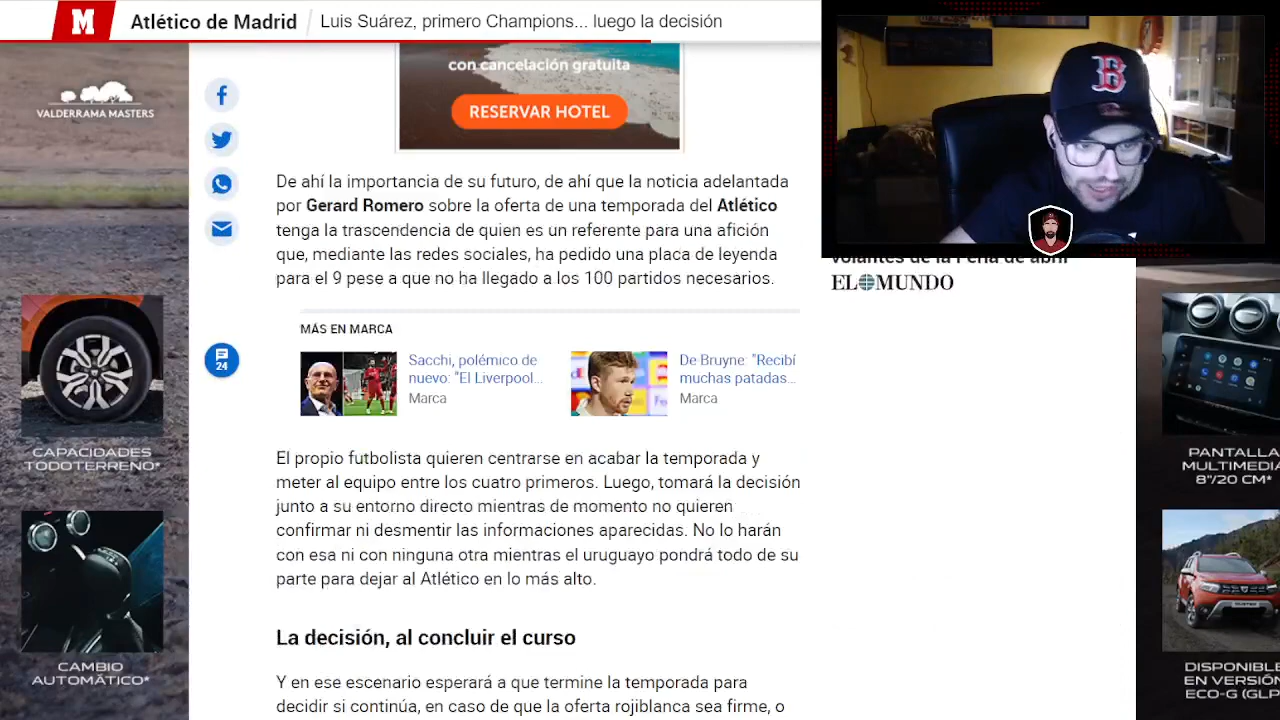 M Atlético de Madrid Luis Suárez, primero Champions... luego la decisión
con cancelación gratuita
RESERVAR HOTEL
VALDERRAMA MASTERS
B
De ahí la importancia de su futuro, de ahí que la noticia adelantada
por Gerard Romero sobre la oferta de una temporada del Atlético
tenga la trascendencia de quien es un referente para una afición
que, mediante las redes sociales, ha pedido una placa de leyenda
para el 9 pese a que no ha llegado a los 100 partidos necesarios.
volantes de la Feria de abril
EL MUNDO
MÁS EN MARCA
Sacchi, polémico de
nuevo: "El Liverpool...
Marca
De Bruyne: "Recibí
muchas patadas...
Marca
24
El propio futbolista quieren centrarse en acabar la temporada y
meter al equipo entre los cuatro primeros. Luego, tomará la decisión
junto a su entorno directo mientras de momento no quieren
confirmar ni desmentir las informaciones aparecidas. No lo harán
con esa ni con ninguna otra mientras el uruguayo pondrá todo de su
parte para dejar al Atlético en lo más alto.
La decisión, al concluir el curso
Y en ese escenario esperará a que termine la temporada para
decidir si continúa, en caso de que la oferta rojiblanca sea firme, o
CAPACIDADES
TODOTERRENO*
CAMBIO
AUTOMÁTICO*
PANTALLA
MULTIMEDIA
8"/20 CM*
DUSTER
DISPONIBLE
EN VERSIÓN
ECO-G (GLP